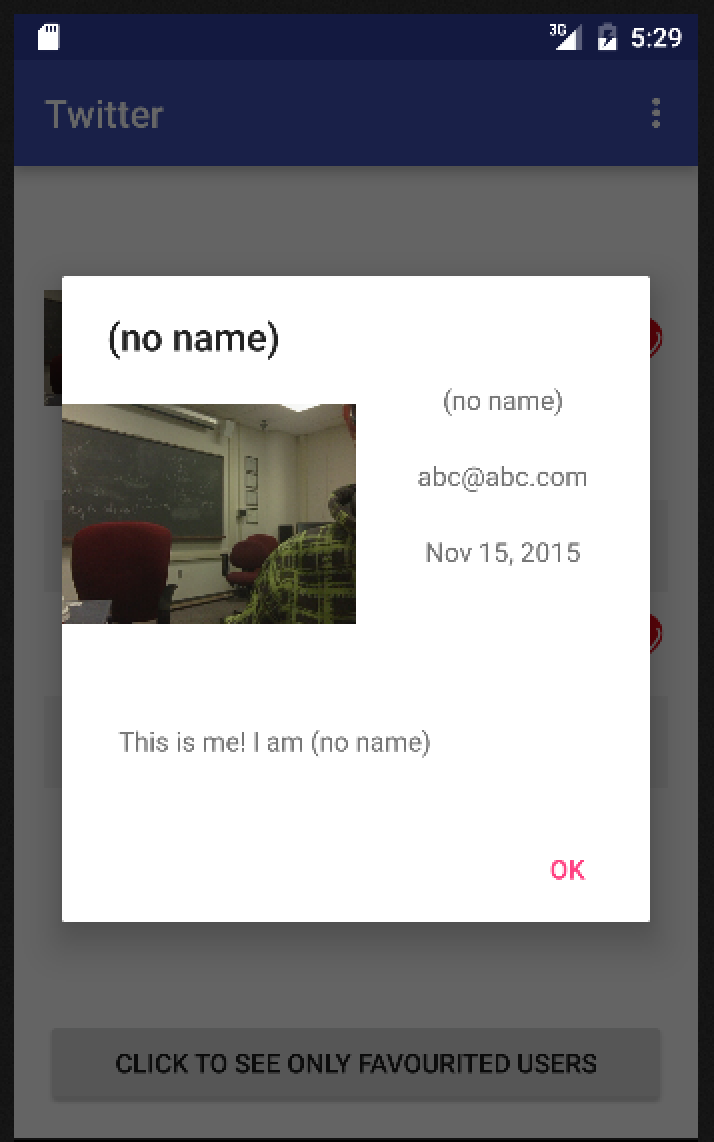 3G 5:29
Twitter
(no name)
(no name)
abc@abc.com
Nov 15, 2015
This is me! I am (no name)
OK
CLICK TO SEE ONLY FAVOURITED USERS